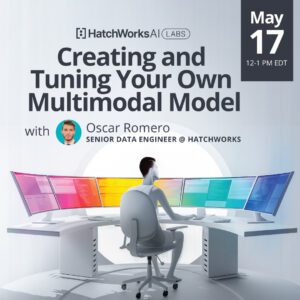 HatchWorksAI LABS
May
17
12-1 PM EDT
Creating and
Tuning Your Own
Multimodal Model
with Oscar Romero
SENIOR DATA ENGINEER @ HATCHWORKS